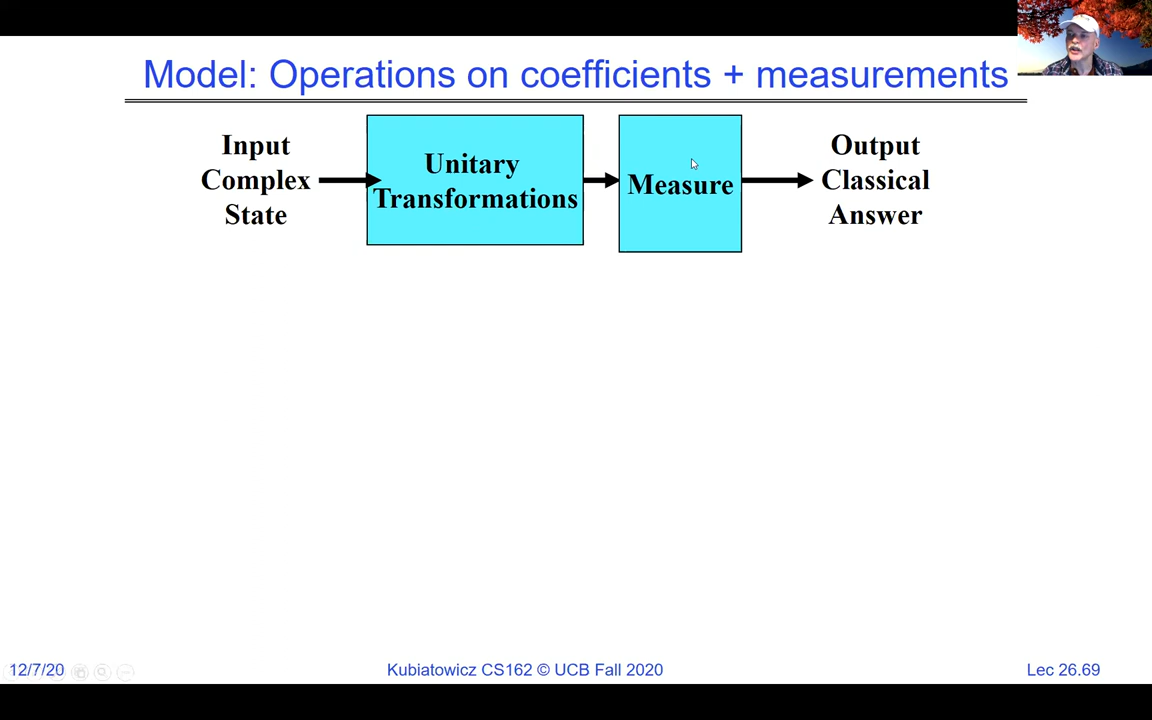 Model: Operations on coefficients + measurements
Input
Complex
State
Unitary
Transformations
Measure
Output
Classical
Answer
12/7/20
Kubiatowicz CS162 © UCB Fall 2020
Lec 26.69